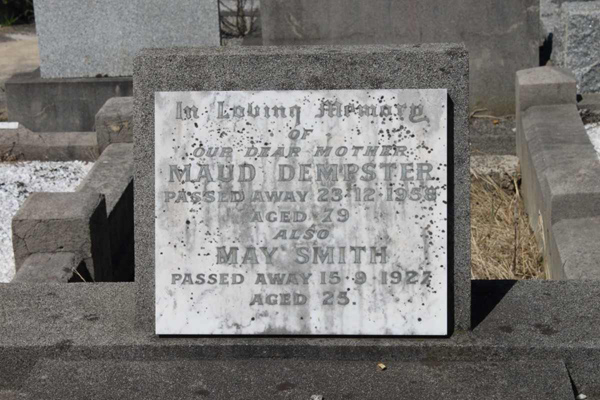 In Loving Memory
OF
OUR DEAR MOTHER
MAUD DEMPSTER
PASSED AWAY 23-12-1956
AGED 79
ALSO
MAY SMITH
PASSED AWAY 15-9-1927
AGED 25.